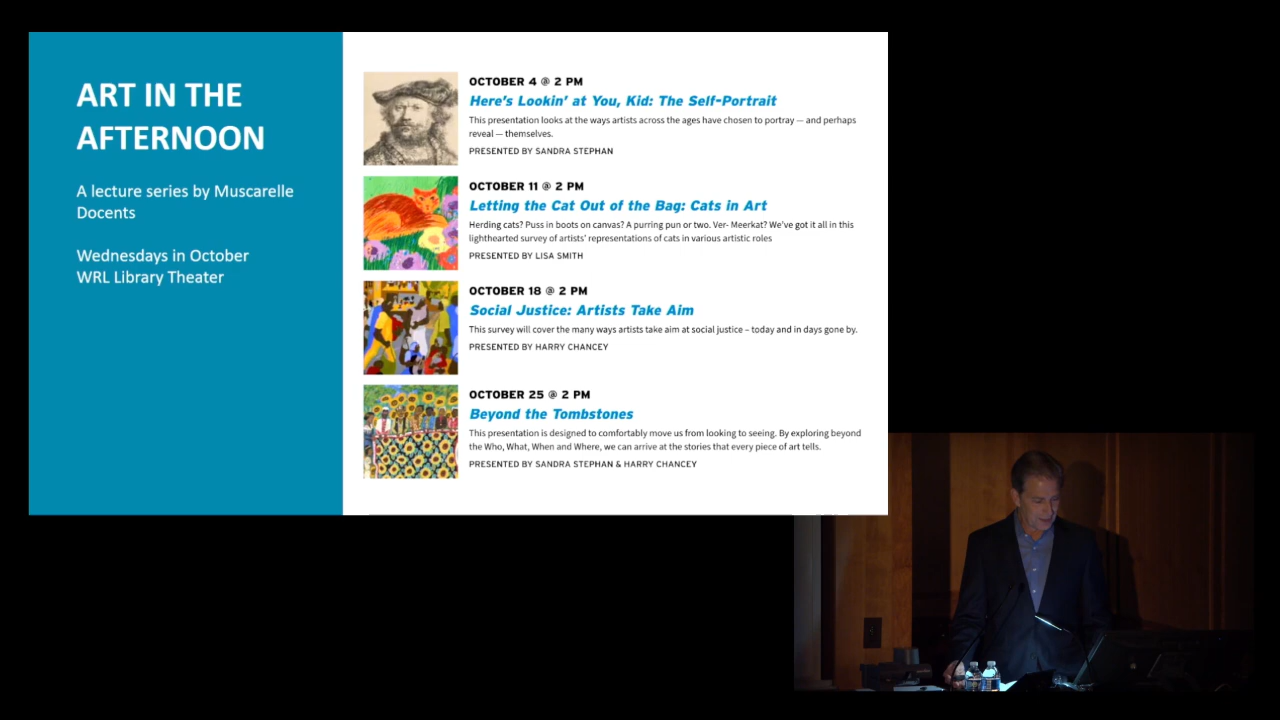 ART IN THE
AFTERNOON
A lecture series by Muscarelle
Docents
Wednesdays in October
WRL Library Theater
OCTOBER 4 @ 2 PM
Here's Lookin' at You, Kid: The Self-Portrait
This presentation looks at the ways artists across the ages have chosen to portray — and perhaps
reveal — themselves.
PRESENTED BY SANDRA STEPHAN
OCTOBER 11 @ 2 PM
Letting the Cat Out of the Bag: Cats in Art
Herding cats? Puss in boots on canvas? A purring pun or two. Ver- Meerkat? We've got it all in this
lighthearted survey of artists' representations of cats in various artistic roles
PRESENTED BY LISA SMITH
OCTOBER 18 @ 2 PM
Social Justice: Artists Take Aim
This survey will cover the many ways artists take aim at social justice – today and in days gone by.
PRESENTED BY HARRY CHANCEY
OCTOBER 25 @ 2 PM
Beyond the Tombstones
This presentation is designed to comfortably move us from looking to seeing. By exploring beyond
the Who, What, When and Where, we can arrive at the stories that every piece of art tells.
PRESENTED BY SANDRA STEPHAN & HARRY CHANCEY